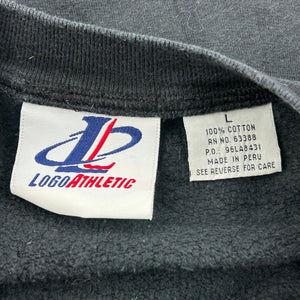 LOGO ATHLETIC
L
100% COTTON
RN NO. 63388
P.O.: 96LA8431
MADE IN PERU
SEE REVERSE FOR CARE